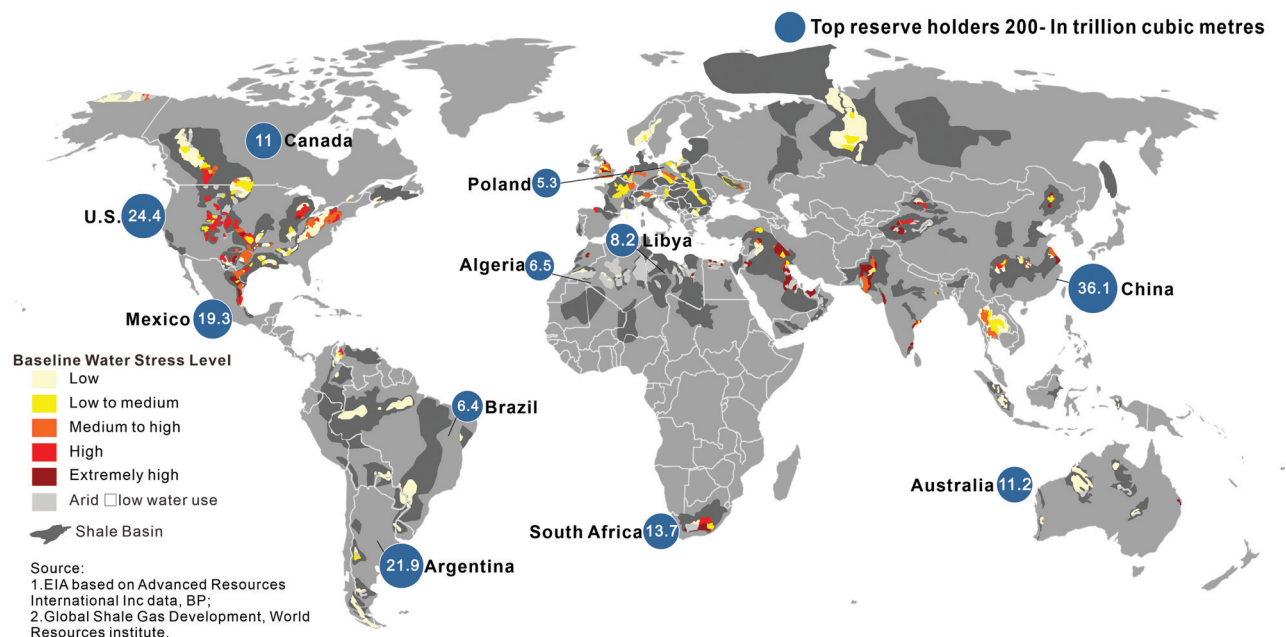 Top reserve holders 200- In trillion cubic metres
11 Canada
Poland 5.3
U.S. 24.4
8.2 Libya
Algeria 6.5
36.1 China
Mexico 19.3
Baseline Water Stress Level
Low
Low to medium
Medium to high
High
Extremely high
Arid □low water use
Shale Basin
6.4 Brazil
Australia 11.2
South Africa 13.7
21.9 Argentina
Source:
1.EIA based on Advanced Resources
International Inc data, BP;
2.Global Shale Gas Development, World
Resources institute.